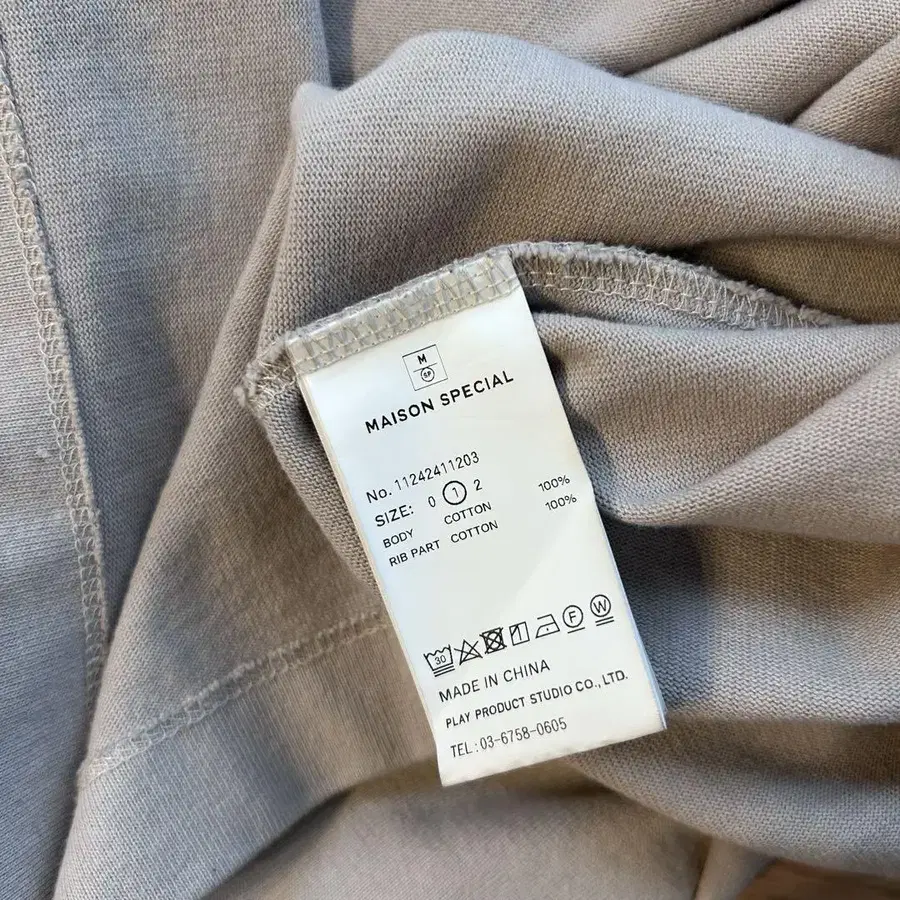 M
SP
MAISON SPECIAL
No. 11242411203
SIZE: 0 1 2
BODY COTTON 100%
RIB PART COTTON 100%
30 F W
MADE IN CHINA
PLAY PRODUCT STUDIO CO., LTD.
TEL:03-6758-0605